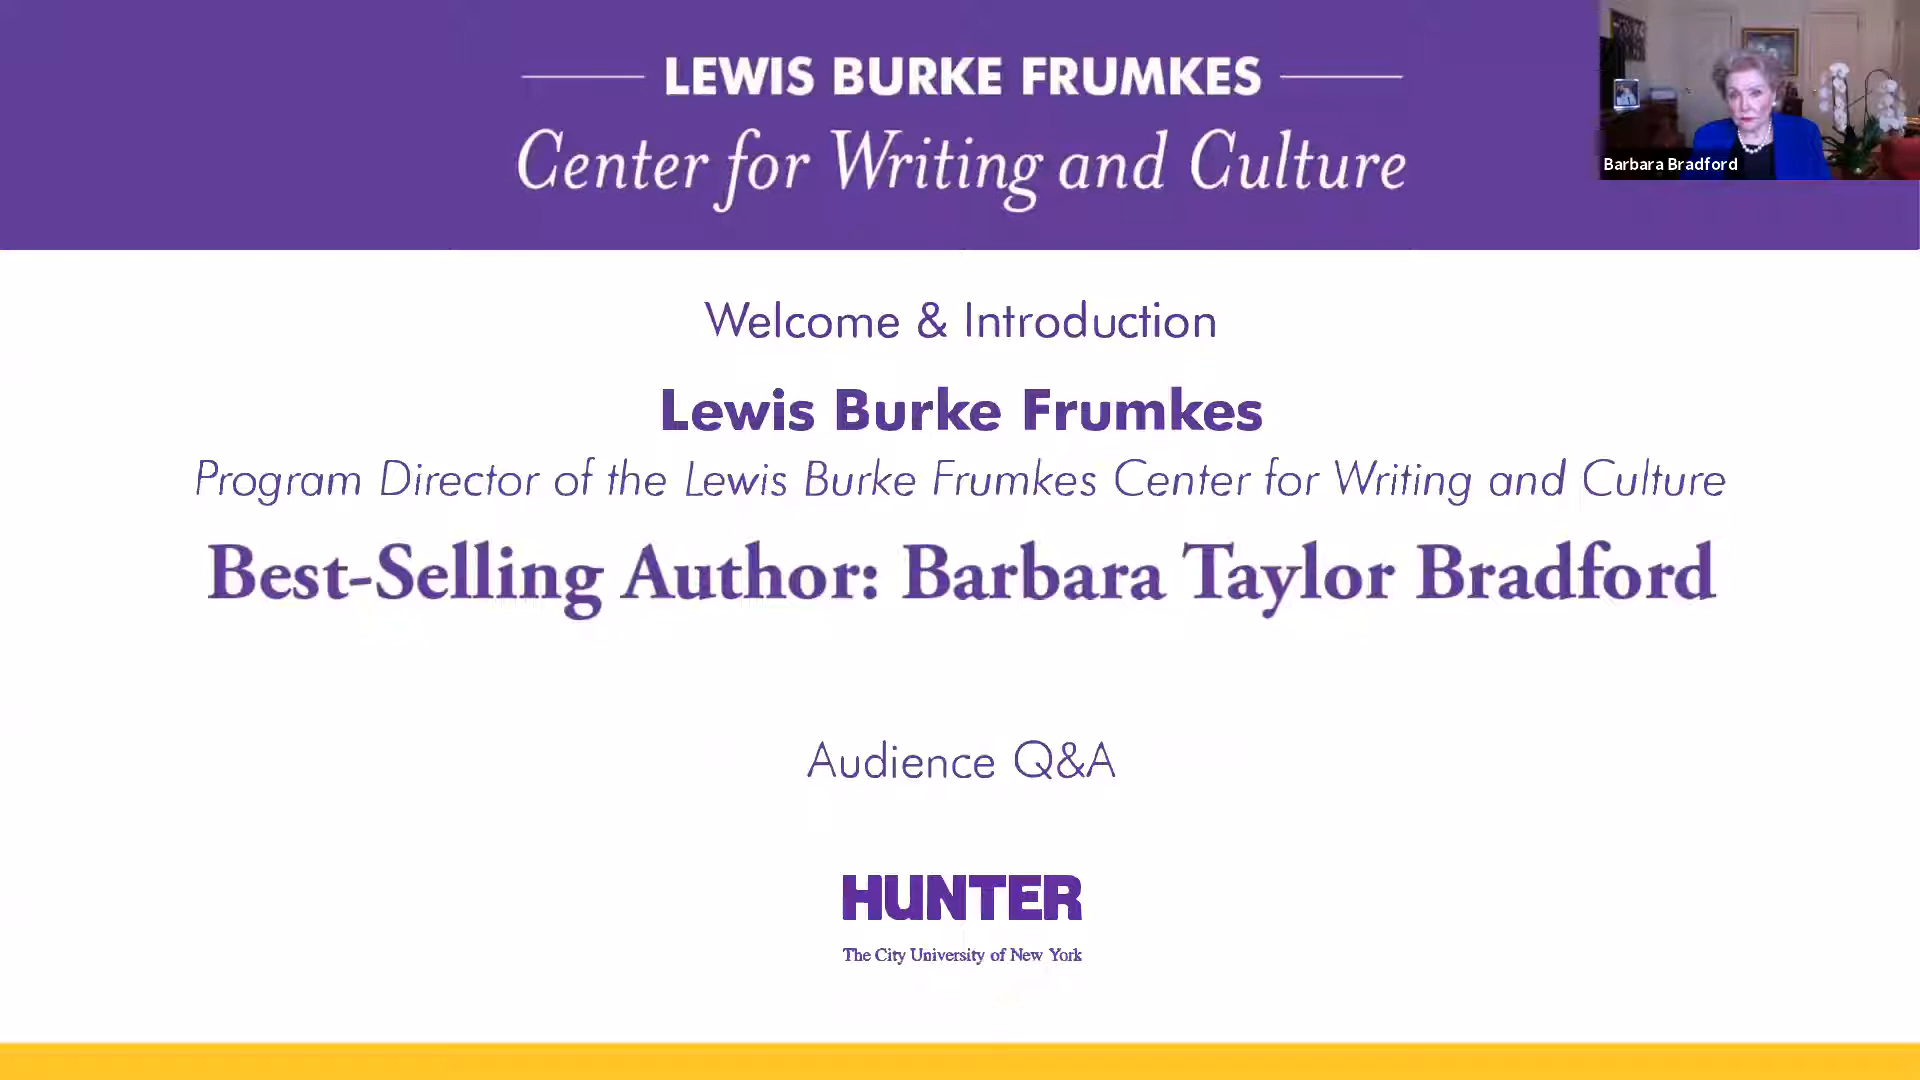 LEWIS BURKE FRUMKES
Center for Writing and Culture
Barbara Bradford
Welcome & Introduction
Lewis Burke Frumkes
Program Director of the Lewis Burke Frumkes Center for Writing and Culture
Best-Selling Author: Barbara Taylor Bradford
Audience Q&A
HUNTER
The City University of New York